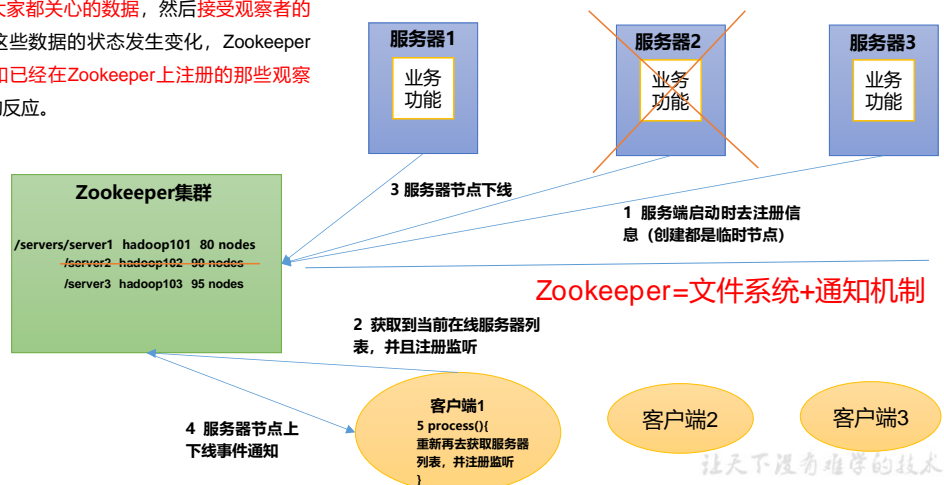 大家都关心的数据，然后接受观察者的
这些数据的状态发生变化，Zookeeper
已经在Zookeeper上注册的那些观察
的反应。
服务器1
业务
功能
服务器2
业务
功能
服务器3
业务
功能
3 服务器节点下线
1 服务端启动时去注册信
息（创建都是临时节点）
Zookeeper集群
/servers/server1 hadoop101 80 nodes
/server2 hadoop102 90 nodes
/server3 hadoop103 95 nodes
Zookeeper=文件系统+通知机制
2 获取到当前在线服务器列
表，并且注册监听
4 服务器节点上
下线事件通知
客户端1
5 process(){
重新再去获取服务器
列表，并注册监听
}
客户端2
客户端3
让天下没有难学的技术